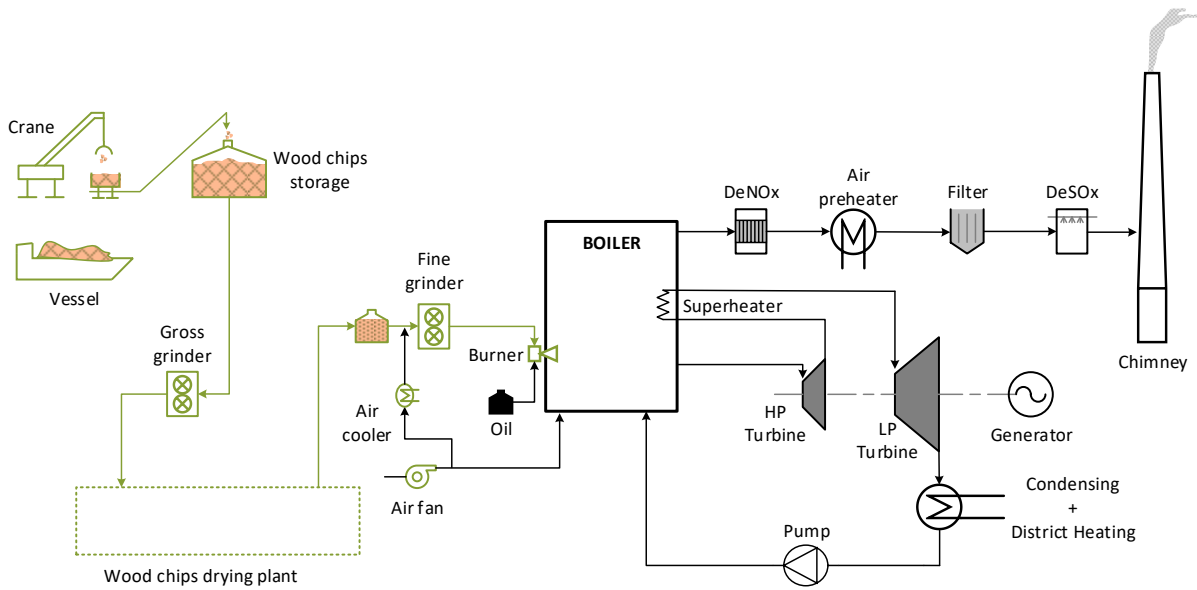 Crane
Wood chips
storage
Vessel
Gross
grinder
Wood chips drying plant
Fine
grinder
Air
cooler
Air fan
Burner
Oil
BOILER
Superheater
DeNOx
Air
preheater
Filter
DeSOx
Chimney
HP
Turbine
LP
Turbine
Generator
Condensing
+
District Heating
Pump